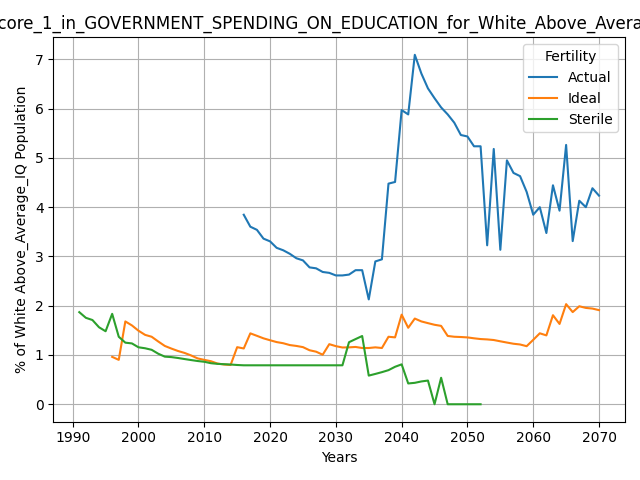 core_1_in_GOVERNMENT_SPENDING_ON_EDUCATION_for_White_Above_Avera
% of White Above_Average_IQ Population
7
6
5
4
3
2
1
0
Fertility
Actual
Ideal
Sterile
1990 2000 2010 2020 2030 2040 2050 2060 2070
Years